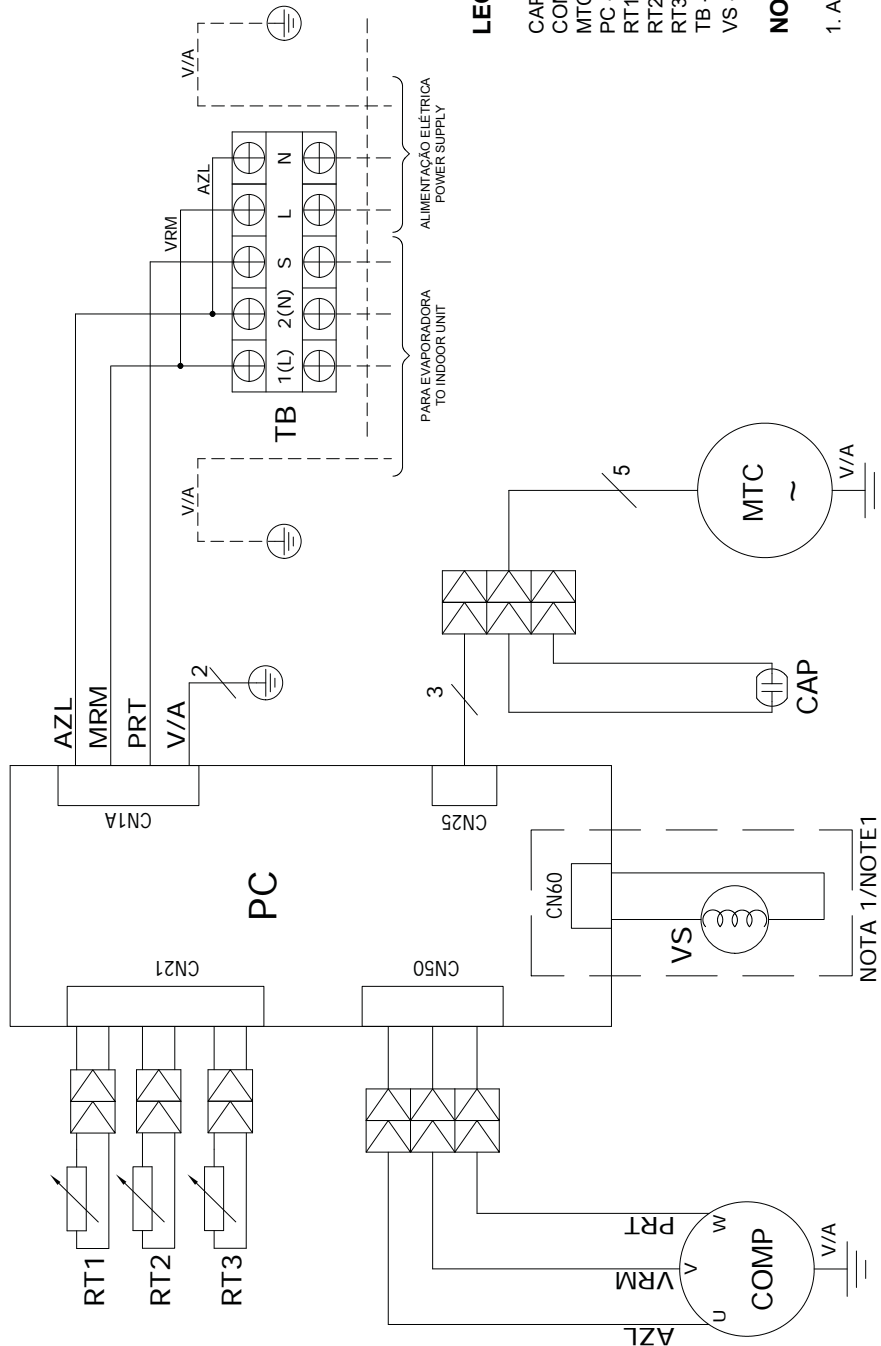 RT1
RT2
RT3
CN21
PC
CN1A
AZL
MRM
PRT
V/A
2
V/A
TB
1(L)
2(N)
S
L
N
VRM
AZL
V/A
PARA EVAPORADORA
TO INDOOR UNIT
ALIMENTAÇÃO ELÉTRICA
POWER SUPPLY
CN50
CN60
CN25
3
5
AZL
VRM
PRT
U
V
W
COMP
V/A
VS
NOTA 1/NOTE1
CAP
MTC
~
V/A
CAP
MTC
PC -
RT1
RT2
RT3
TB -
VS
NO
1. A